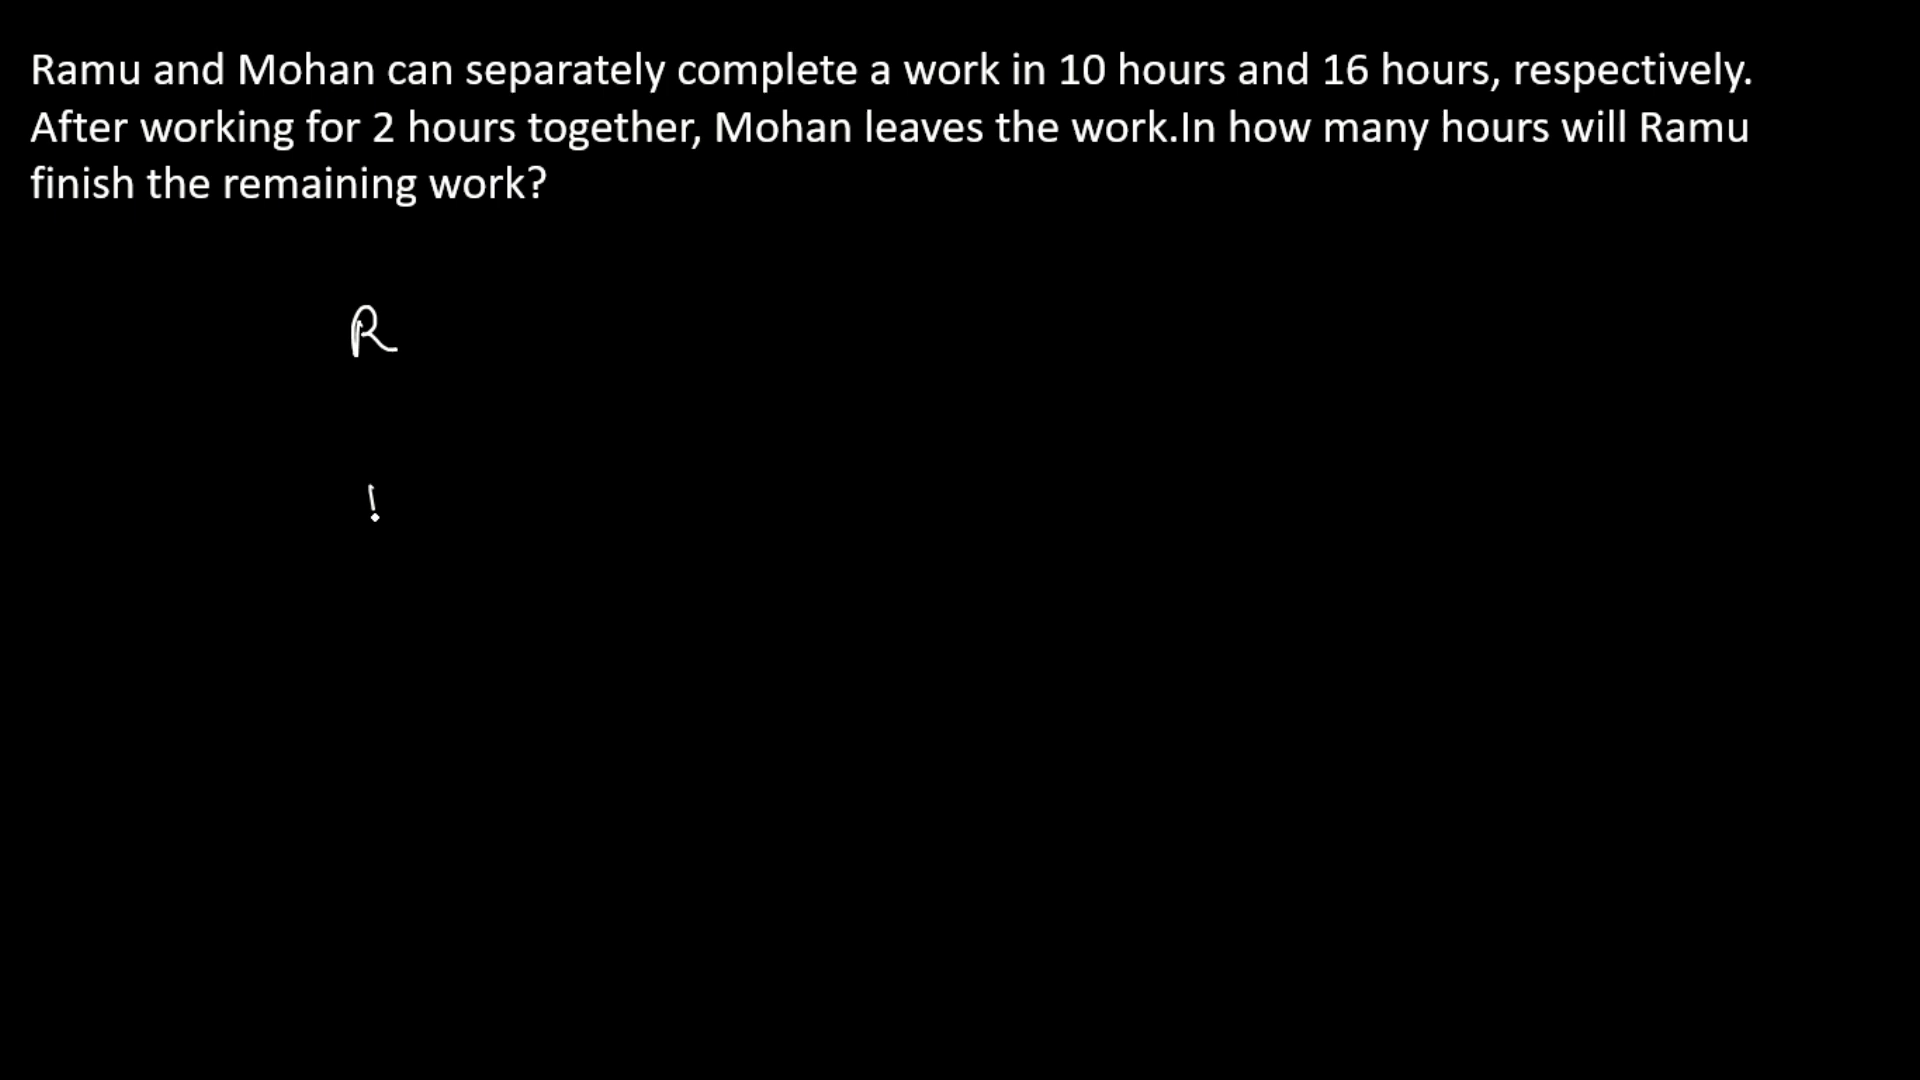 Ramu and Mohan can separately complete a work in 10 hours and 16 hours, respectively.
After working for 2 hours together, Mohan leaves the work.In how many hours will Ramu
finish the remaining work?
R
!